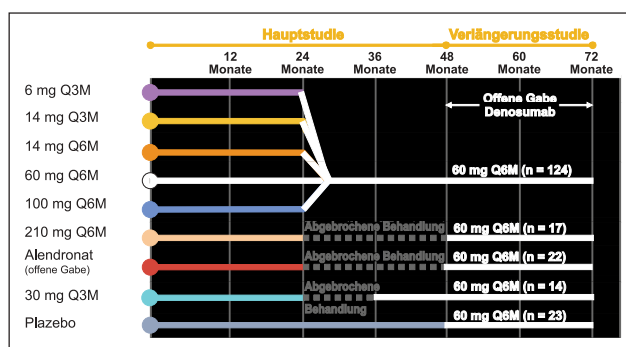 Hauptstudie Verlängerungsstudie
12 24 36 48 60 72
Monate Monate Monate Monate Monate Monate
6 mg Q3M
Offene Gabe
Denosumab
14 mg Q3M
14 mg Q6M
60 mg Q6M
60 mg Q6M (n = 124)
100 mg Q6M
210 mg Q6M
Abgebrochene Behandlung
60 mg Q6M (n = 17)
Alendronat
(offene Gabe)
Abgebrochene Behandlung
60 mg Q6M (n = 22)
30 mg Q3M
Abgebrochene
Behandlung
60 mg Q6M (n = 14)
Plazebo
60 mg Q6M (n = 23)